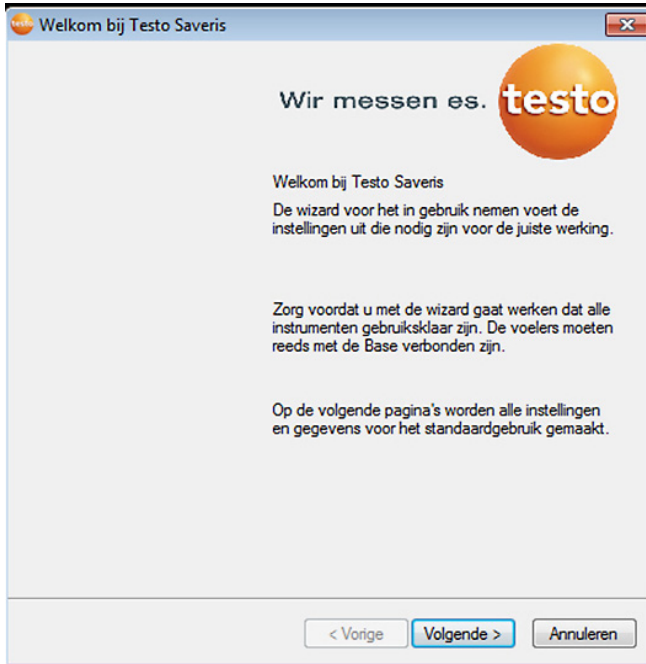 testo Welkom bij Testo Saveris
Wir messen es. testo
Welkom bij Testo Saveris
De wizard voor het in gebruik nemen voert de
instellingen uit die nodig zijn voor de juiste werking.
Zorg voordat u met de wizard gaat werken dat alle
instrumenten gebruiksklaar zijn. De voelers moeten
reeds met de Base verbonden zijn.
Op de volgende pagina's worden alle instellingen
en gegevens voor het standaardgebruik gemaakt.
< Vorige Volgende > Annuleren